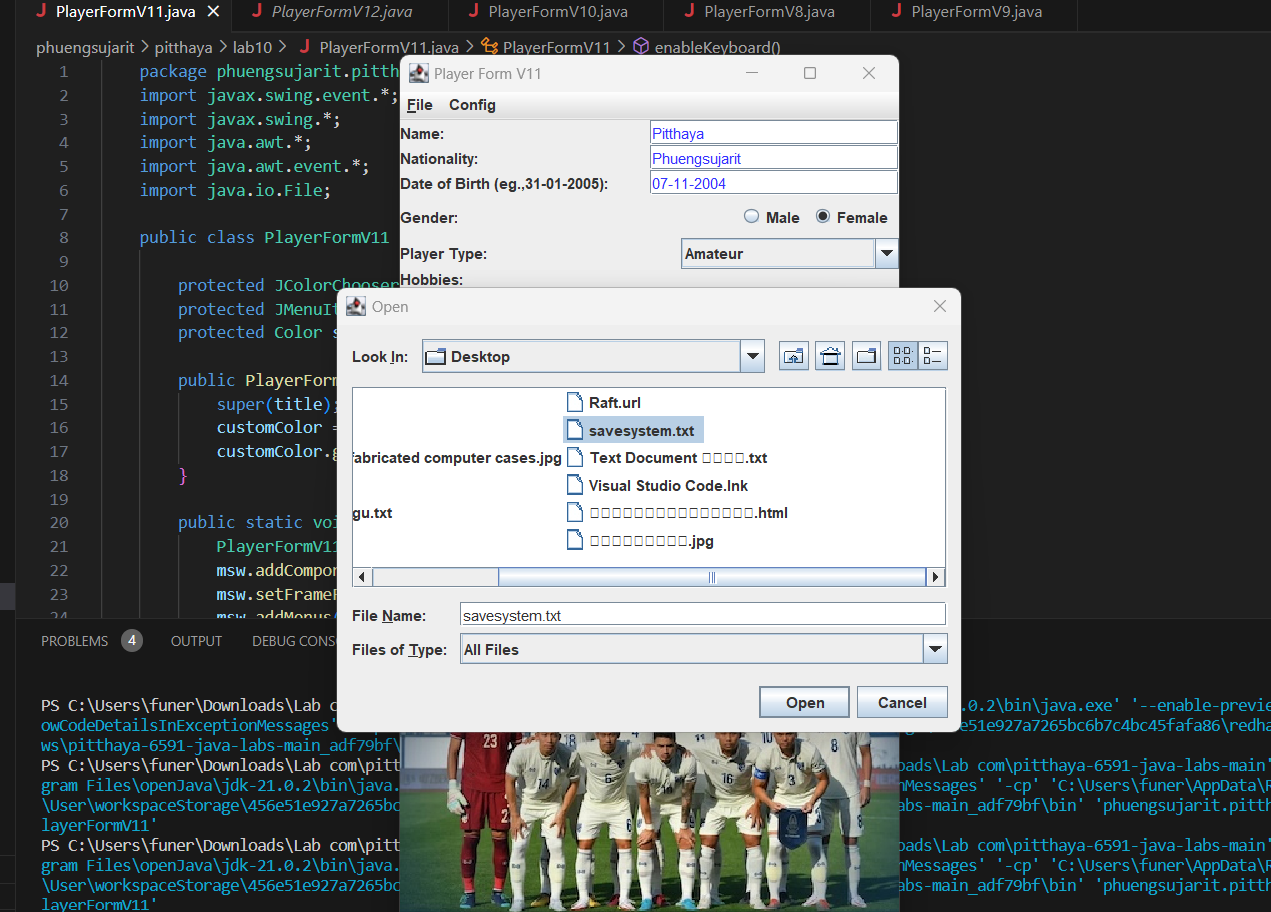 PlayerFormV11.java
PlayerFormV12.java
PlayerFormV10.java
PlayerFormV8.java
PlayerFormV9.java
phuengsujarit > pitthaya > lab10 > PlayerFormV11.java > PlayerFormV11 > enableKeyboard()
1 package phuengsujarit.pitth
2 import javax.swing.event.*;
3 import javax.swing.*;
4 import java.awt.*;
5 import java.awt.event.*;
6 import java.io.File;
7
8 public class PlayerFormV11
9
10 protected JColorChooser
11 protected JMenuIt
12 protected Color s
13
14 public PlayerForm
15 super(title);
16 customColor =
17 customColor.g
18 }
19
20 public static voi
21 PlayerFormV11
22 msw.addCompon
23 msw.setFrameF
24 msw.addMenus(
Player Form V11
File Config
Name: Pitthaya
Nationality: Phuengsujarit
Date of Birth (eg.,31-01-2005): 07-11-2004
Gender: Male Female
Player Type: Amateur
Hobbies:
Open
Look In: Desktop
Raft.url
savesystem.txt
fabricated computer cases.jpg
Text Document .txt
Visual Studio Code.lnk
gu.txt
.html
.jpg
File Name: savesystem.txt
Files of Type: All Files
Open Cancel
PROBLEMS 4 OUTPUT DEBUG CONS
PS C:\Users\funer\Downloads\Lab c .0.2\bin\java.exe' '--enable-previe
owCodeDetailsInExceptionMessages' e51e927a7265bc6b7c4bc45fafa86\redha
ws\pitthaya-6591-java-labs-main_adf79bf\
PS C:\Users\funer\Downloads\Lab com\pitt oads\Lab com\pitthaya-6591-java-labs-main'
gram Files\openJava\jdk-21.0.2\bin\java. nMessages' '-cp' 'C:\Users\funer\AppData\R
\User\workspaceStorage\456e51e927a7265bc abs-main_adf79bf\bin' 'phuengsujarit.pitth
layerFormV11'
PS C:\Users\funer\Downloads\Lab com\pitt oads\Lab com\pitthaya-6591-java-labs-main'
gram Files\openJava\jdk-21.0.2\bin\java. nMessages' '-cp' 'C:\Users\funer\AppData\R
\User\workspaceStorage\456e51e927a7265bc abs-main_adf79bf\bin' 'phuengsujarit.pitth
layerFormV11'
23
14
6
16
3